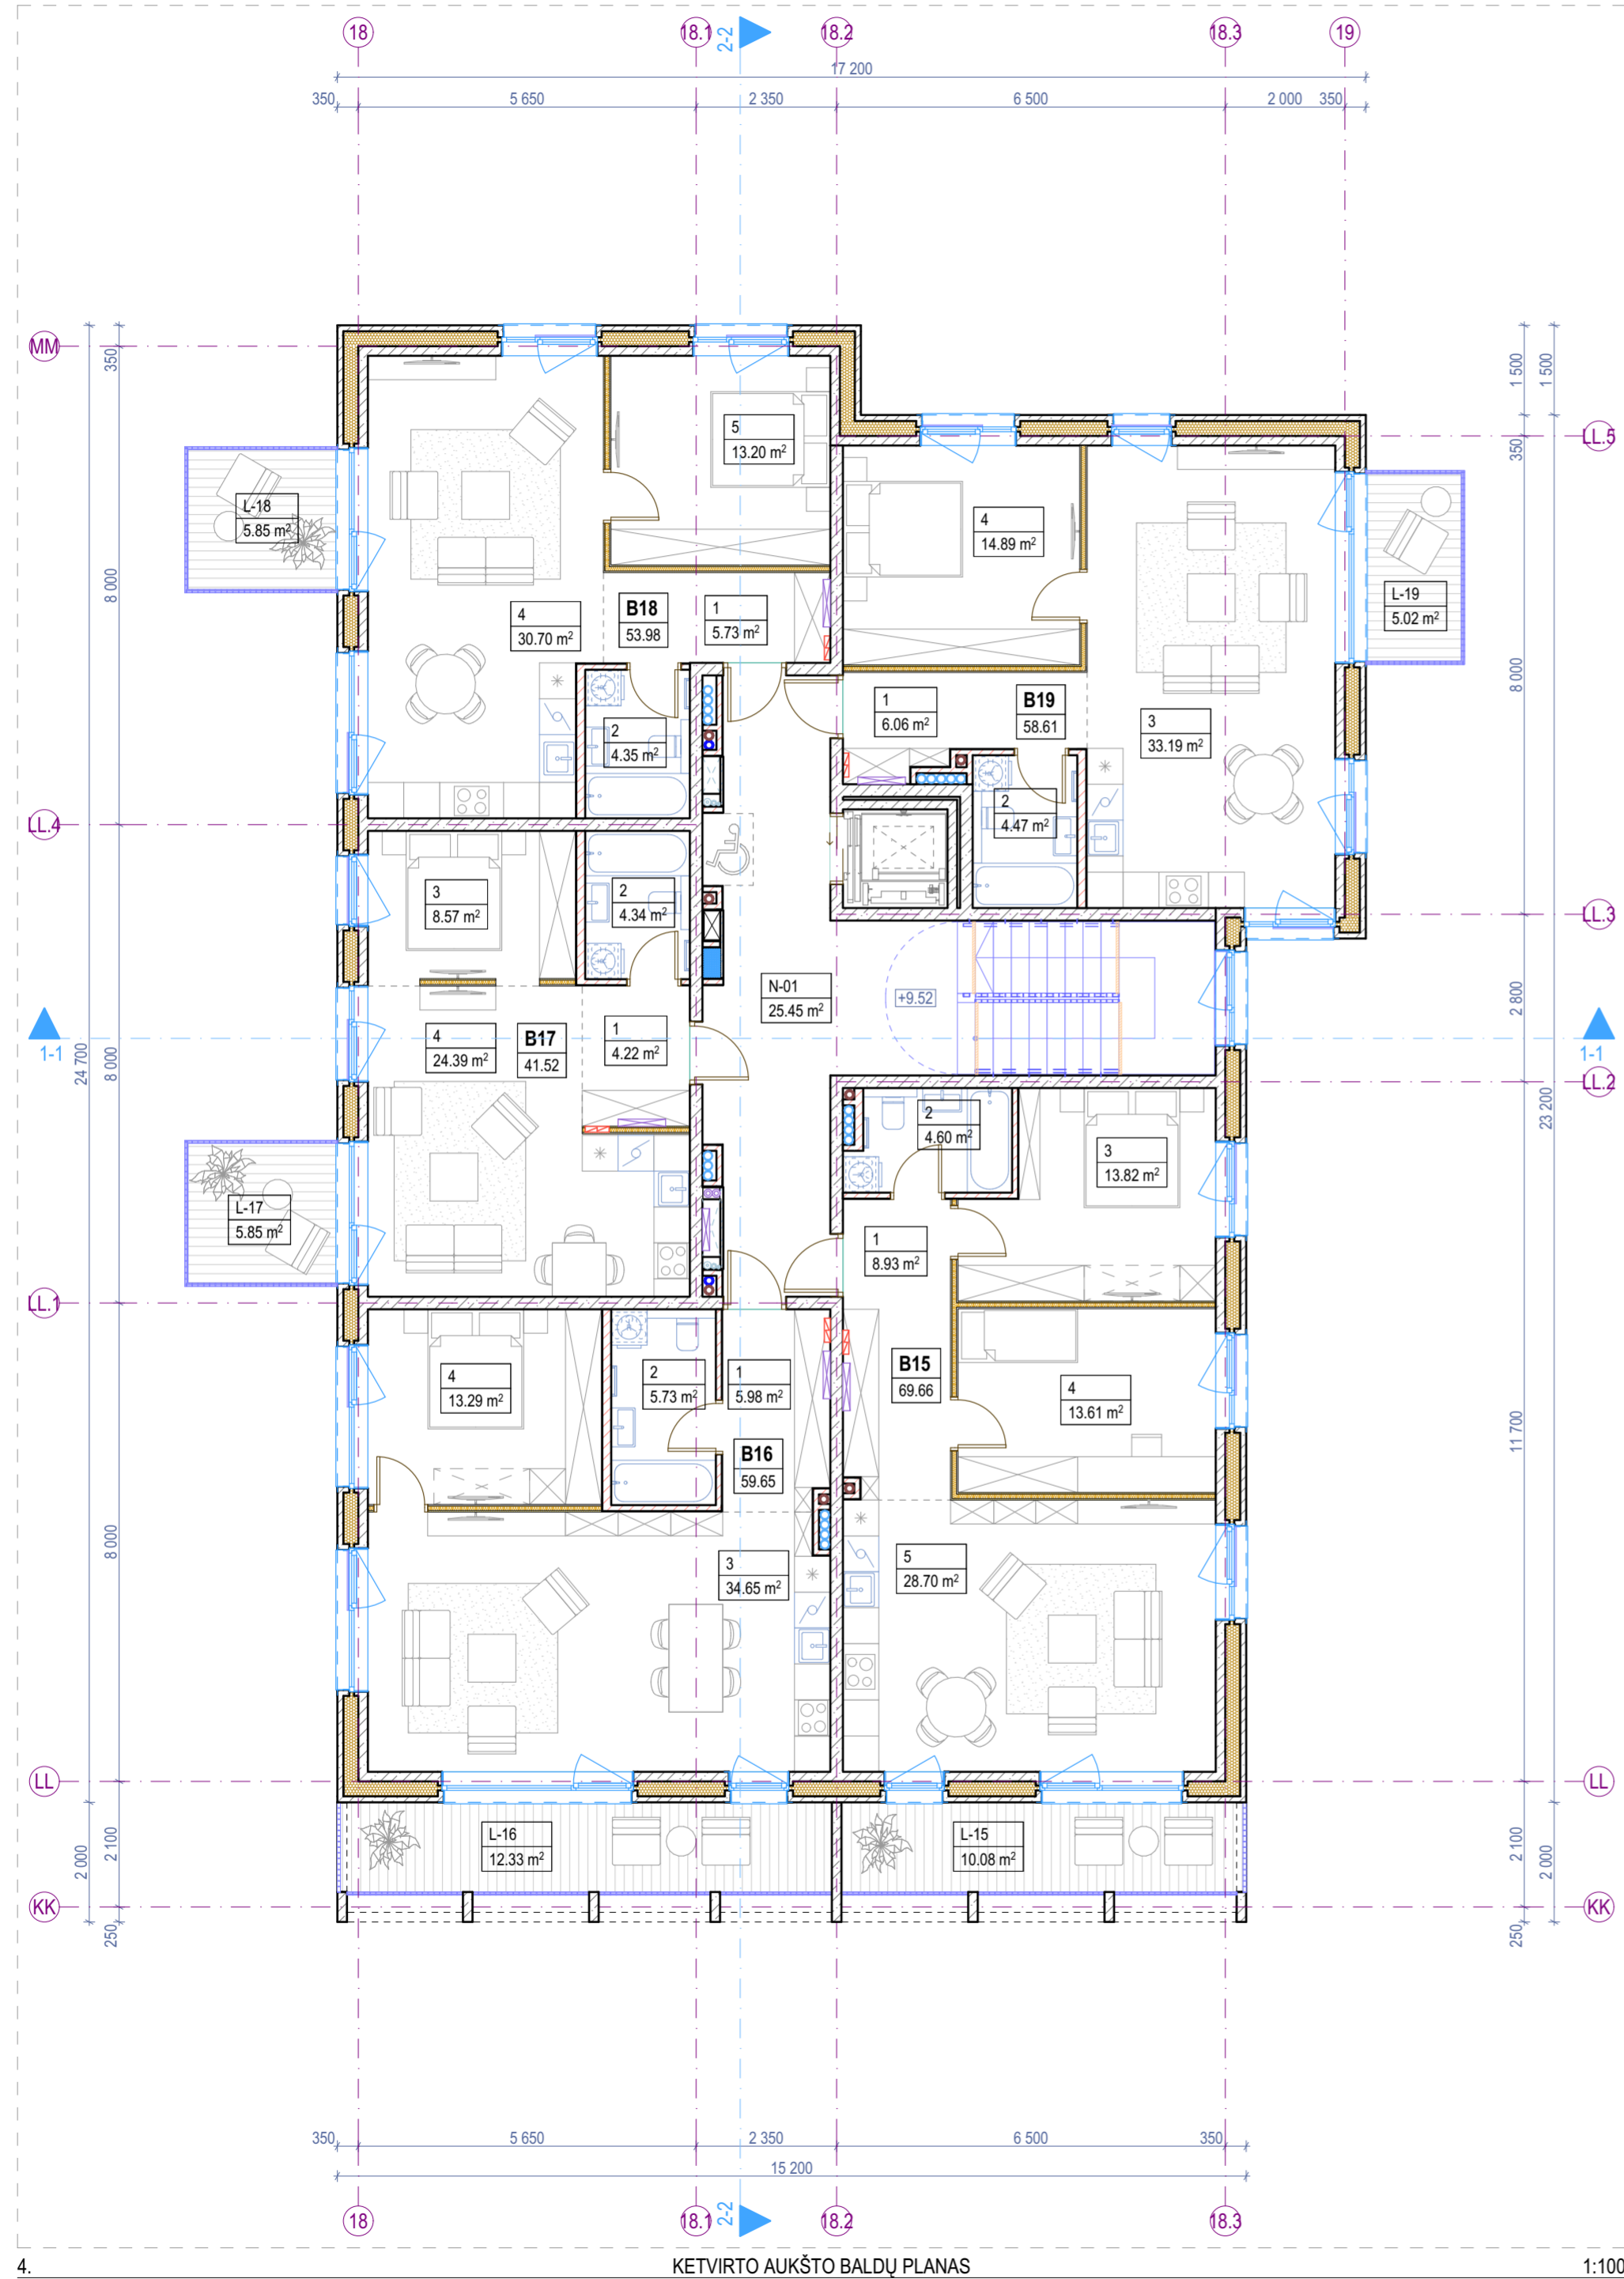 18
18.1
2-2
18.2
18.3
19
17 200
350
5 650
2 350
6 500
2 000
350
MM
350
1 500
1 500
LL.5
350
5
13.20 m²
L-18
5.85 m²
4
14.89 m²
8 000
4
30.70 m²
B18
53.98
1
5.73 m²
L-19
5.02 m²
8 000
1
6.06 m²
B19
58.61
3
33.19 m²
2
4.35 m²
2
4.47 m²
LL.4
3
8.57 m²
2
4.34 m²
LL.3
N-01
25.45 m²
+9.52
2 800
1-1
4
24.39 m²
B17
41.52
1
4.22 m²
1-1
24 700
8 000
LL.2
23 200
2
4.60 m²
3
13.82 m²
L-17
5.85 m²
1
8.93 m²
LL.1
4
13.29 m²
2
5.73 m²
1
5.98 m²
B15
69.66
4
13.61 m²
11 700
B16
59.65
8 000
3
34.65 m²
5
28.70 m²
LL
LL
L-16
12.33 m²
L-15
10.08 m²
2 000
2 100
2 100
2 000
KK
KK
250
250
350
5 650
2 350
6 500
350
15 200
18
18.1
2-2
18.2
18.3
4.
KETVIRTO AUKŠTO BALDŲ PLANAS
1:100